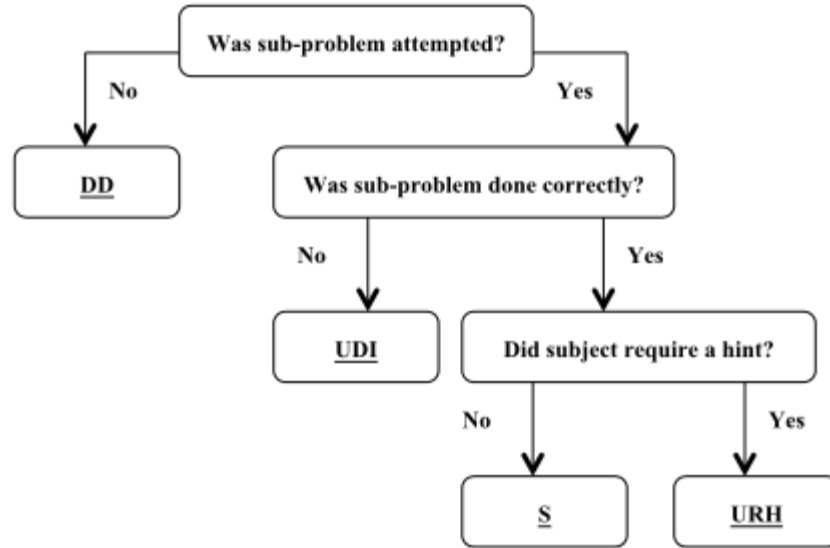 Was sub-problem attempted?
No
Yes
DD
Was sub-problem done correctly?
No
Yes
UDI
Did subject require a hint?
No
Yes
S
URH